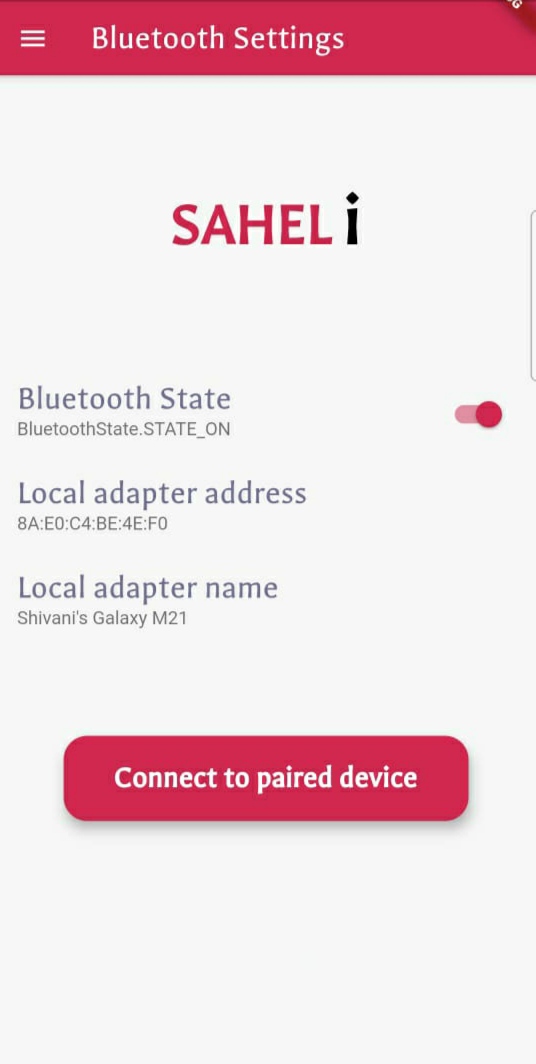 Bluetooth Settings
SAHELi
Bluetooth State
BluetoothState.STATE_ON
Local adapter address
8A:E0:C4:BE:4E:F0
Local adapter name
Shivani's Galaxy M21
Connect to paired device